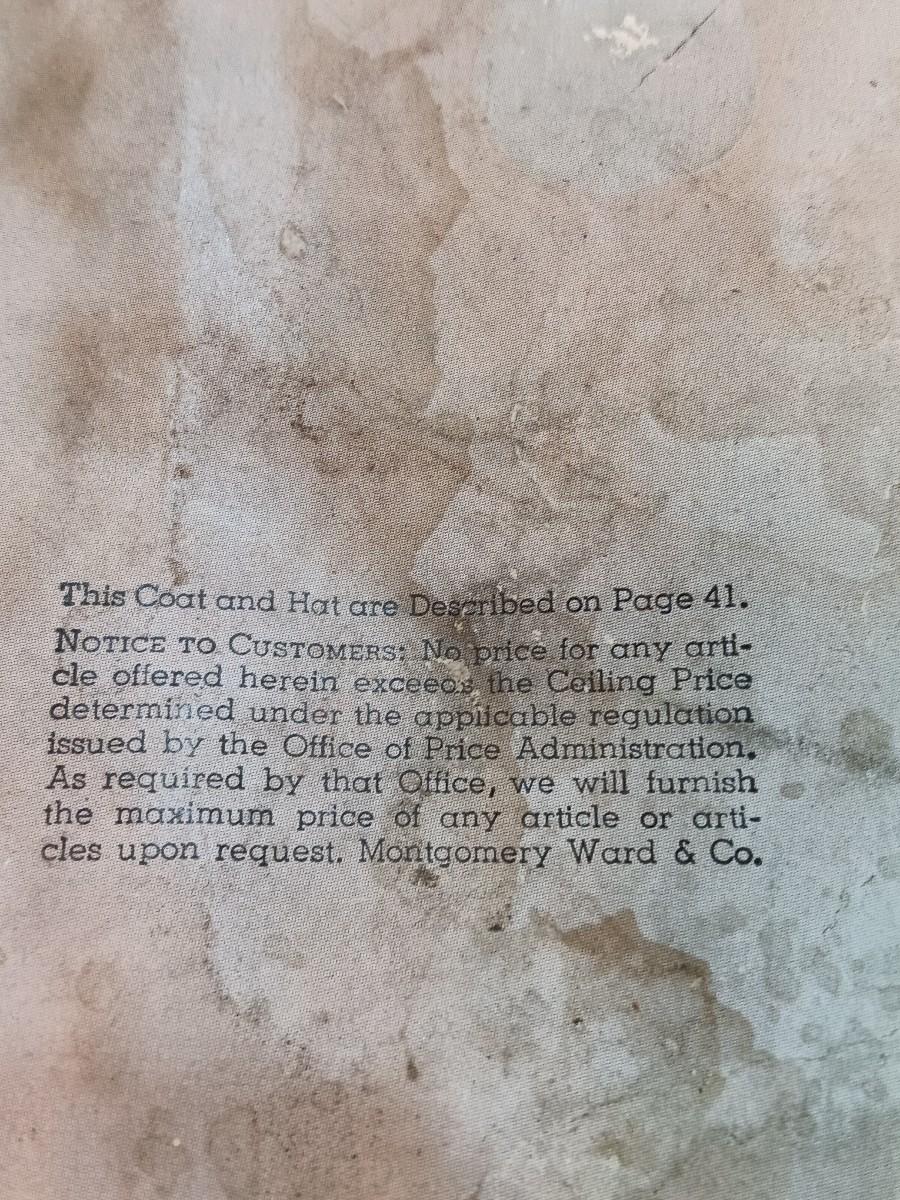 This Coat and Hat are Described on Page 41.
NOTICE TO CUSTOMERS: No price for any arti-
cle offered herein exceeds the Ceiling Price
determined under the applicable regulation
issued by the Office of Price Administration.
As required by that Office, we will furnish
the maximum price of any article or arti-
cles upon request. Montgomery Ward & Co.